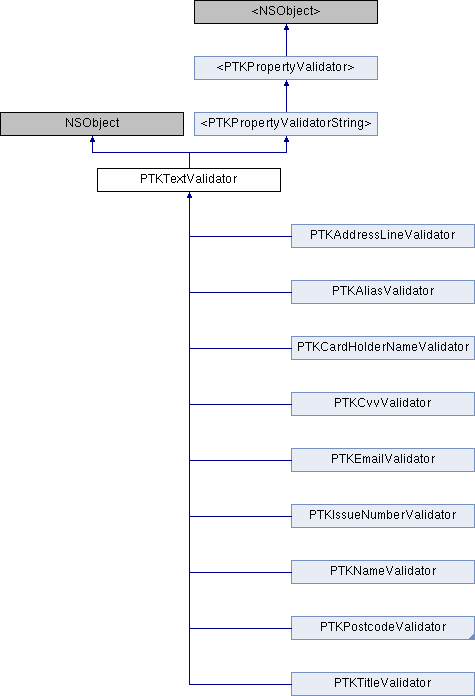 <NSObject>
<PTKPropertyValidator>
NSObject
<PTKPropertyValidatorString>
PTKTextValidator
PTKAddressLineValidator
PTKAliasValidator
PTKCardHolderNameValidator
PTKCvvValidator
PTKEmailValidator
PTKIssueNumberValidator
PTKNameValidator
PTKPostcodeValidator
PTKTitleValidator